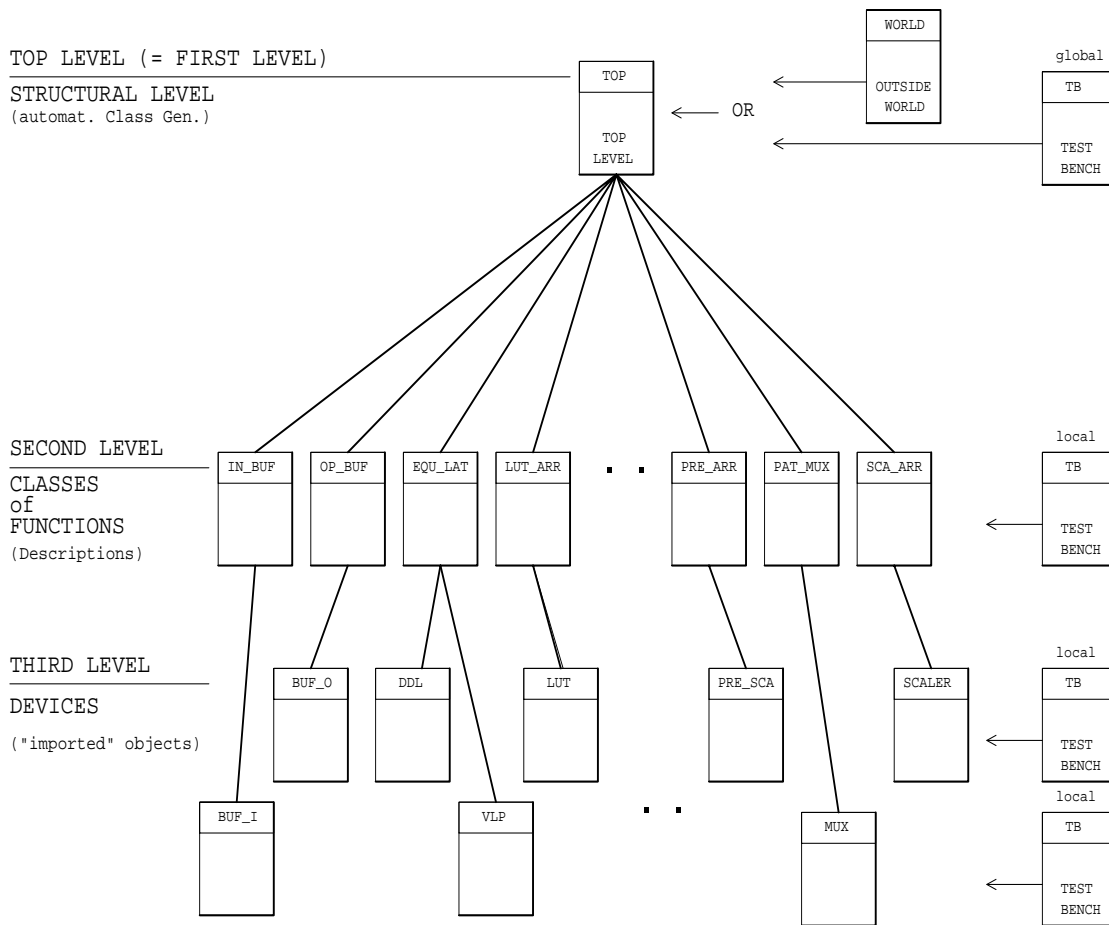 WORLD
TOP LEVEL (= FIRST LEVEL)
global
TOP
STRUCTURAL LEVEL
OUTSIDE
WORLD
TB
(automat. Class Gen.)
OR
TOP
LEVEL
TEST
BENCH
SECOND LEVEL
local
IN_BUF
OP_BUF
EQU_LAT
LUT_ARR
. .
PRE_ARR
PAT_MUX
SCA_ARR
TB
CLASSES
of
FUNCTIONS
(Descriptions)
TEST
BENCH
THIRD LEVEL
local
BUF_O
DDL
LUT
PRE_SCA
SCALER
TB
DEVICES
("imported" objects)
TEST
BENCH
local
BUF_I
VLP
. .
MUX
TB
TEST
BENCH